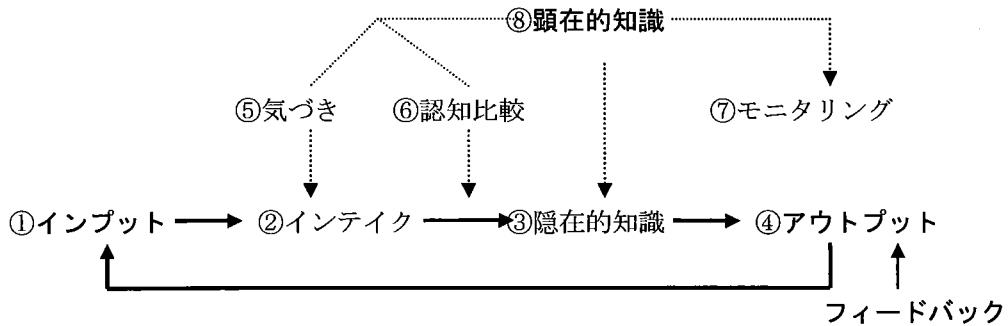 ⑧顕在的知識
⑤気づき
⑥認知比較
⑦モニタリング
①インプット
②インテイク
③隠在的知識
④アウトプット
フィードバック